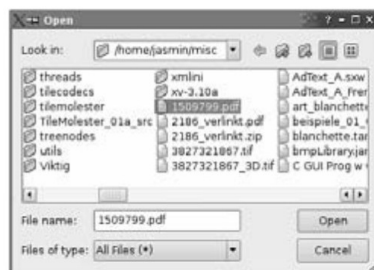 Open
Look in: /home/jasmin/misc
threads
tilecodecs
tilemolester
TileMolester_01a_src
treenodes
utils
Viktig
xmlini
xv-3.10a
1509799.pdf
2186_verlinkt.pdf
2186_verlinkt.zip
3827321867.tif
3827321867_3D.tif
AdText_A.sxw
AdText_A_Frer
art_blanchette
beispiele_01_
blanchette.tar
bmpLibrary.jar
C GUI Prog w
File name: 1509799.pdf Open
Files of type: All Files (*) Cancel